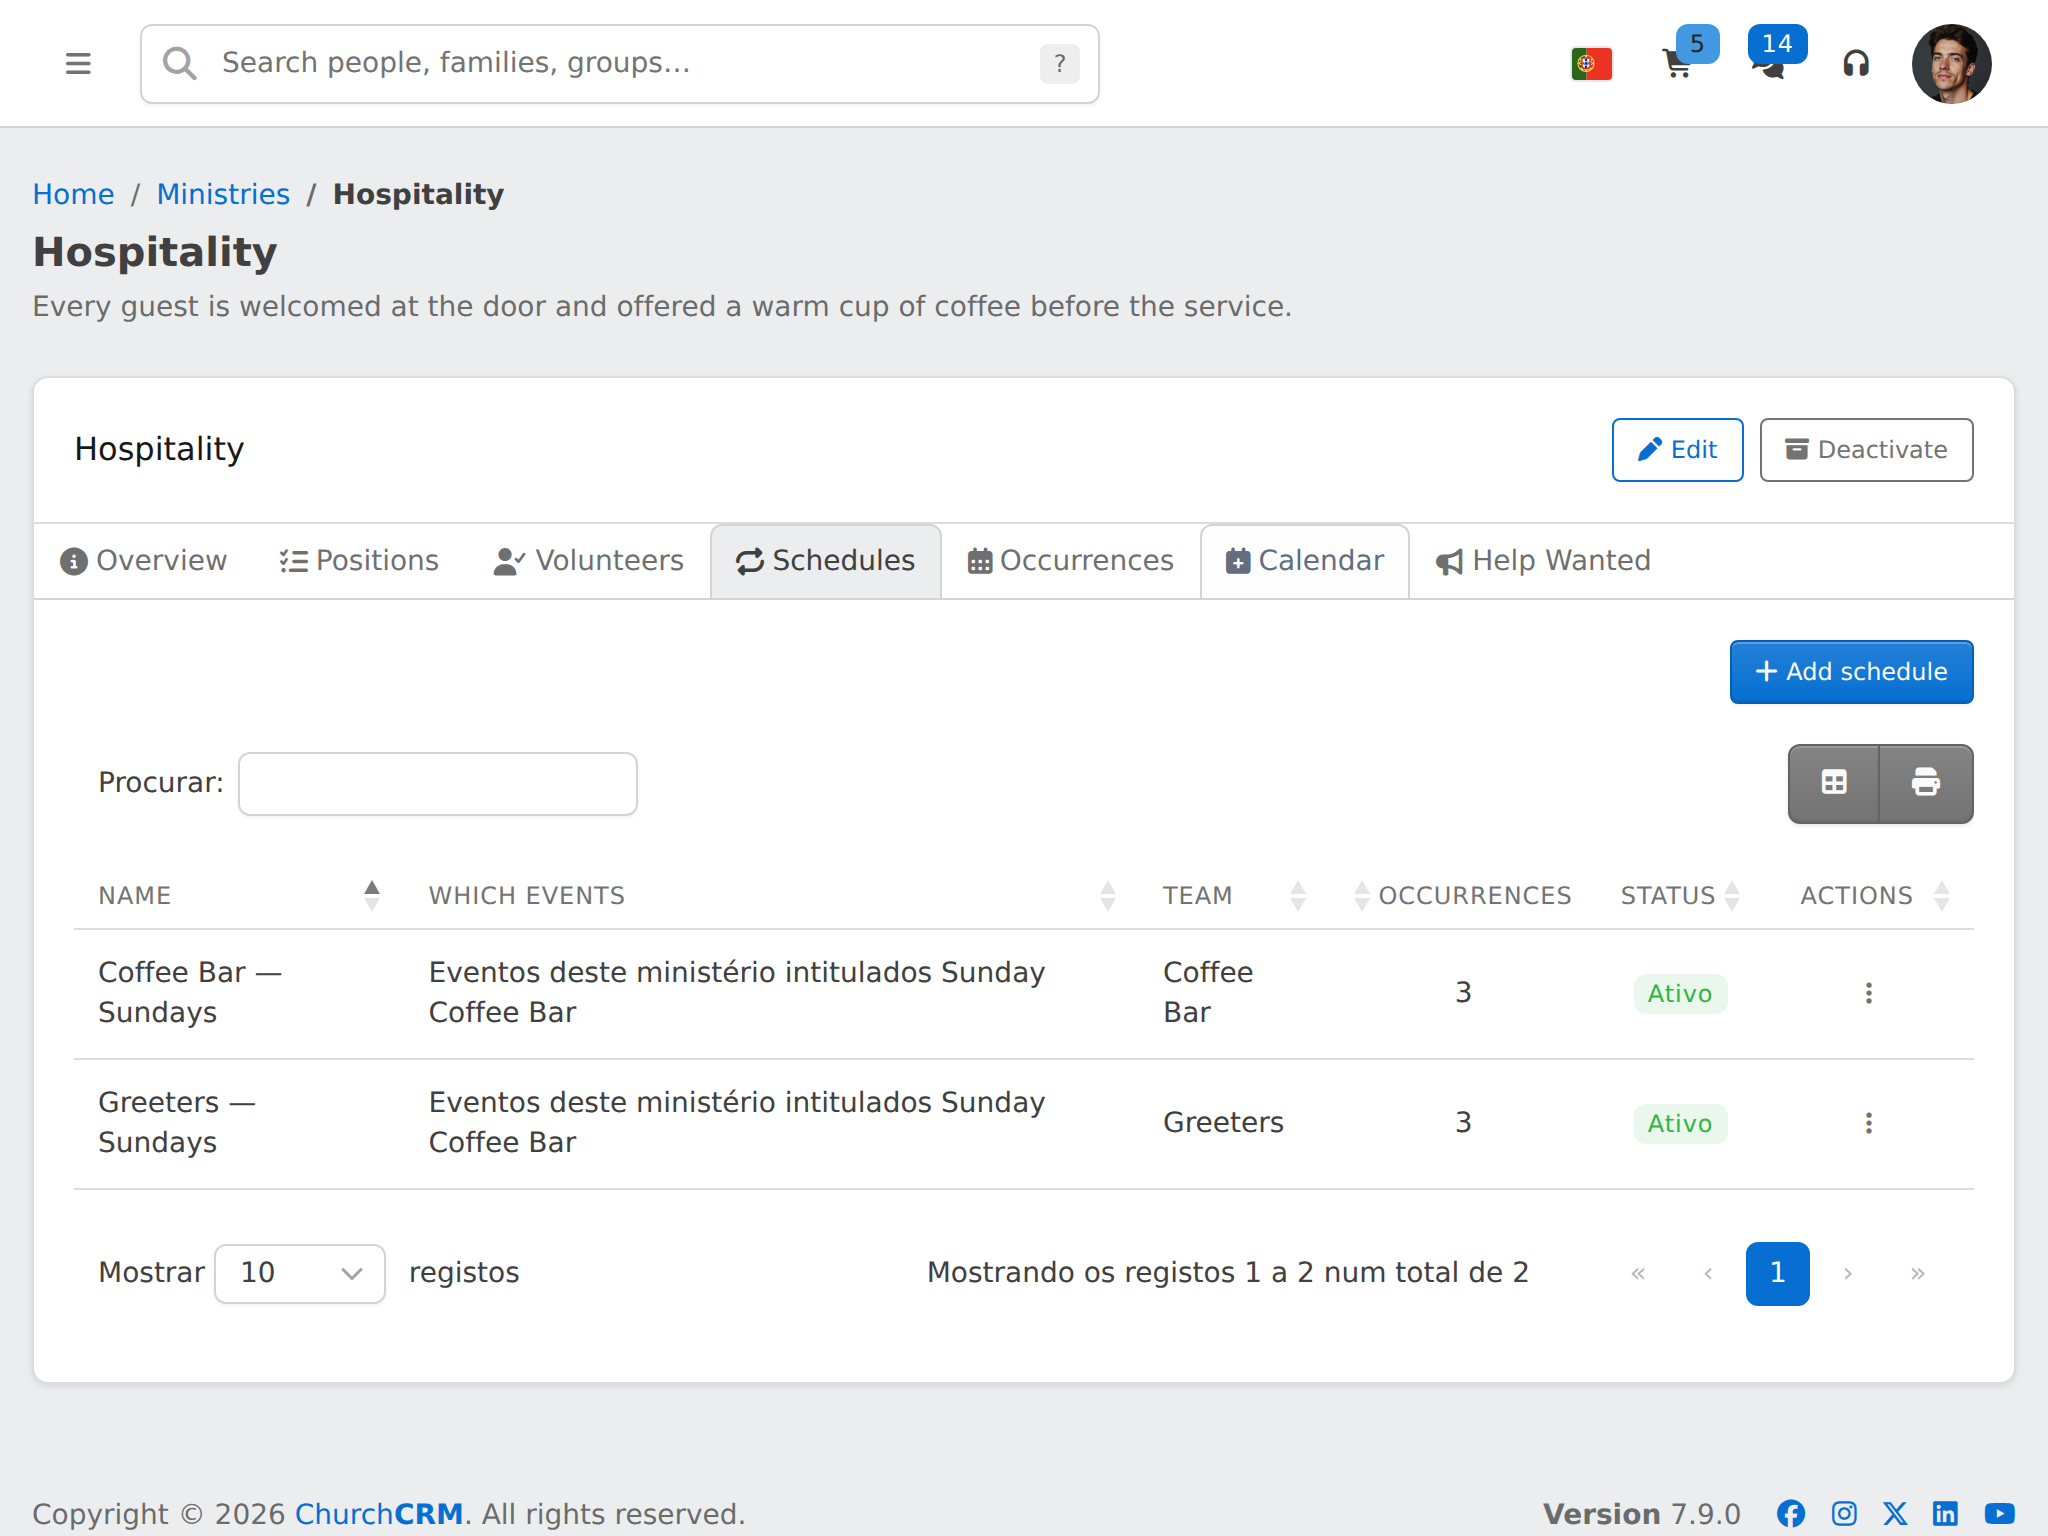 Search people, families, groups...
?
5
14
Home / Ministries / Hospitality
Hospitality
Every guest is welcomed at the door and offered a warm cup of coffee before the service.
Hospitality
Edit
Deactivate
Overview
Positions
Volunteers
Schedules
Occurrences
Calendar
Help Wanted
Add schedule
Procurar:
NAME
WHICH EVENTS
TEAM
OCCURRENCES
STATUS
ACTIONS
Coffee Bar —
Sundays
Eventos deste ministério intitulados Sunday
Coffee Bar
Coffee
Bar
3
Ativo
Greeters —
Sundays
Eventos deste ministério intitulados Sunday
Coffee Bar
Greeters
3
Ativo
Mostrar 10 registos
Mostrando os registos 1 a 2 num total de 2
« ‹ 1 › »
Copyright © 2026 ChurchCRM. All rights reserved.
Version 7.9.0